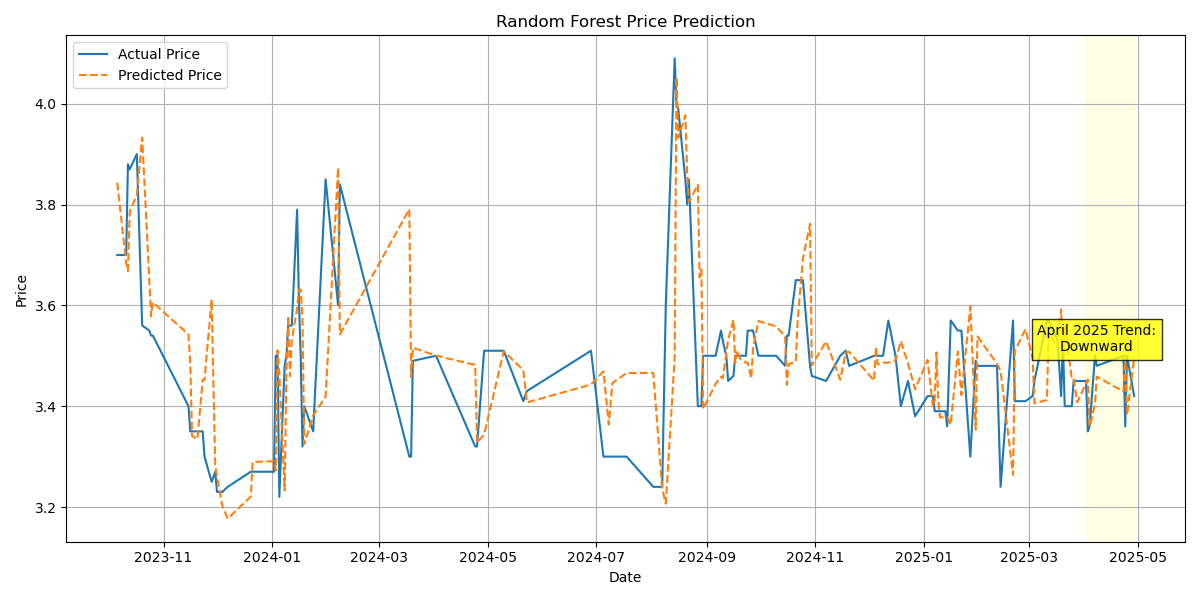 Random Forest Price Prediction
Actual Price
Predicted Price
Price
4.0
3.8
3.6
3.4
3.2
April 2025 Trend:
Downward
2023-11
2024-01
2024-03
2024-05
2024-07
2024-09
2024-11
2025-01
2025-03
2025-05
Date